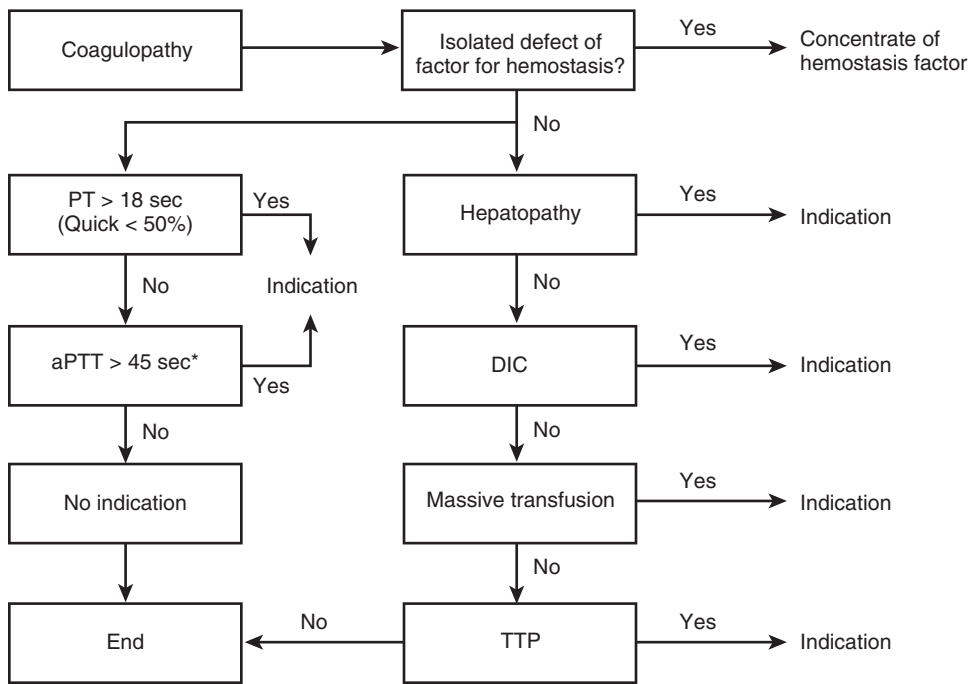 Coagulopathy
Isolated defect of
factor for hemostasis?
Yes
Concentrate of
hemostasis factor
No
PT > 18 sec
(Quick < 50%)
Yes
Hepatopathy
Yes
Indication
No
Indication
No
aPTT > 45 sec*
Yes
DIC
Yes
Indication
No
No
No indication
Massive transfusion
Yes
Indication
No
End
No
TTP
Yes
Indication